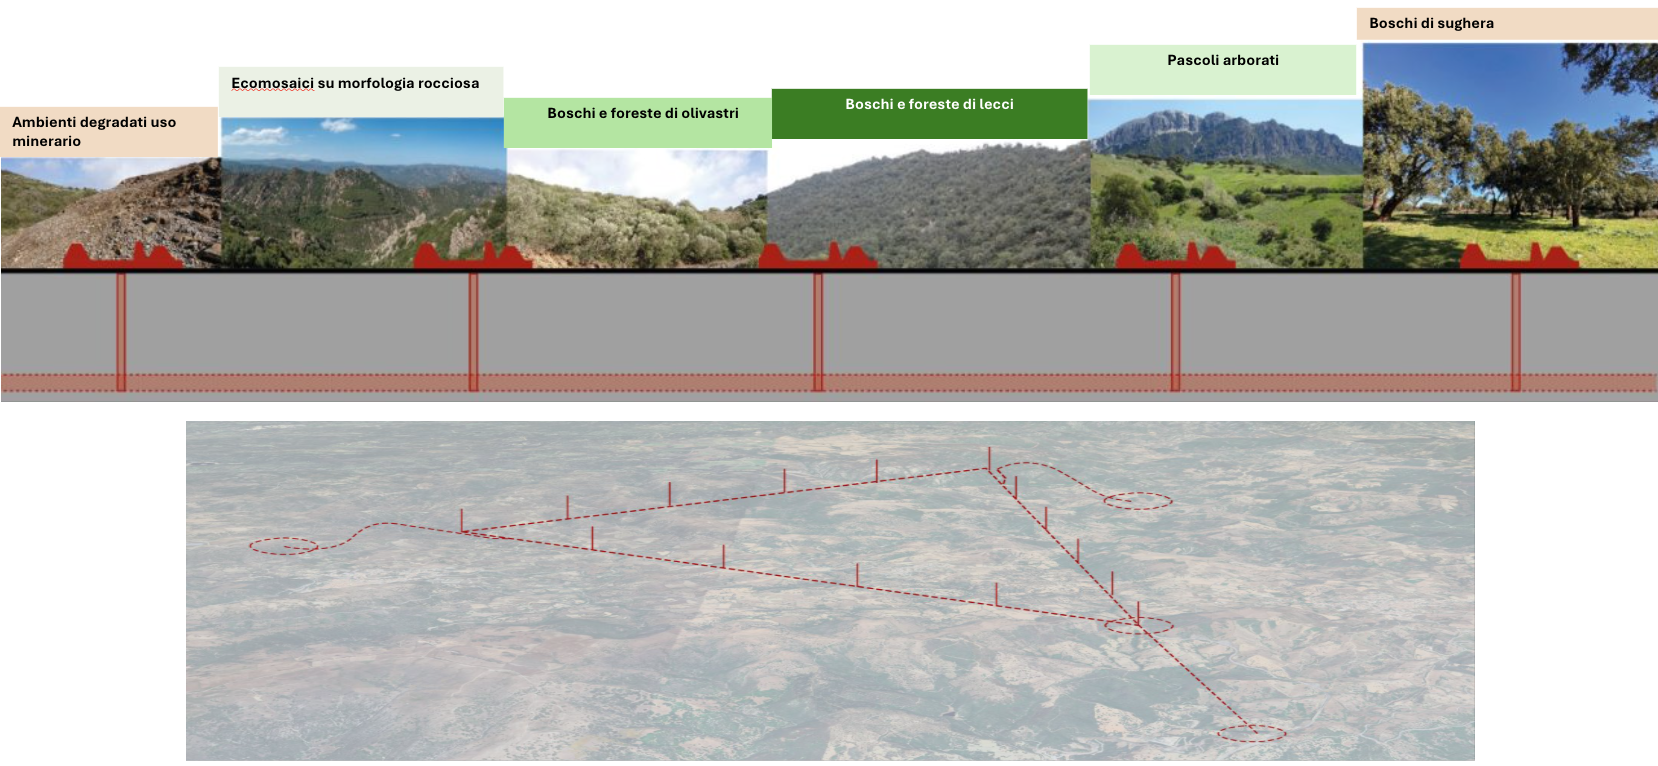 Boschi di sughera
Pascoli arborati
Ecomosaici su morfologia rocciosa
Boschi e foreste di lecci
Boschi e foreste di olivastri
Ambienti degradati uso
minerario